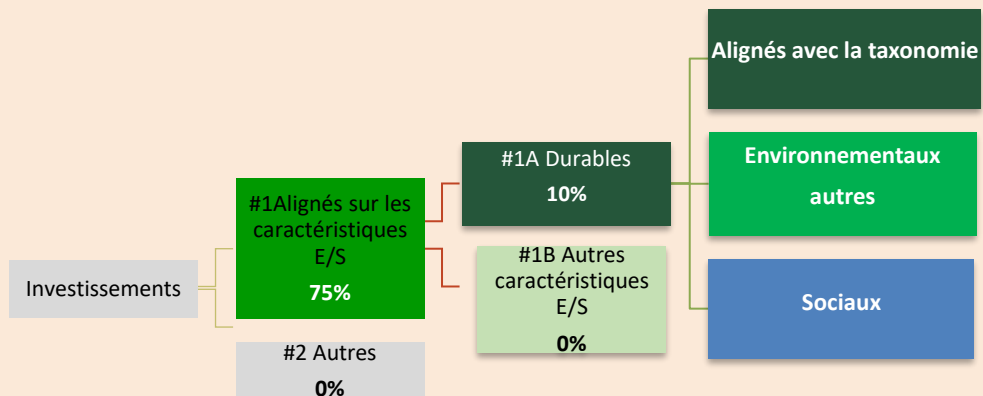 Investissements
#1Alignés sur les
caractéristiques
E/S
75%
#2 Autres
0%
#1A Durables
10%
#1B Autres
caractéristiques
E/S
0%
Alignés avec la taxonomie
Environnementaux
autres
Sociaux